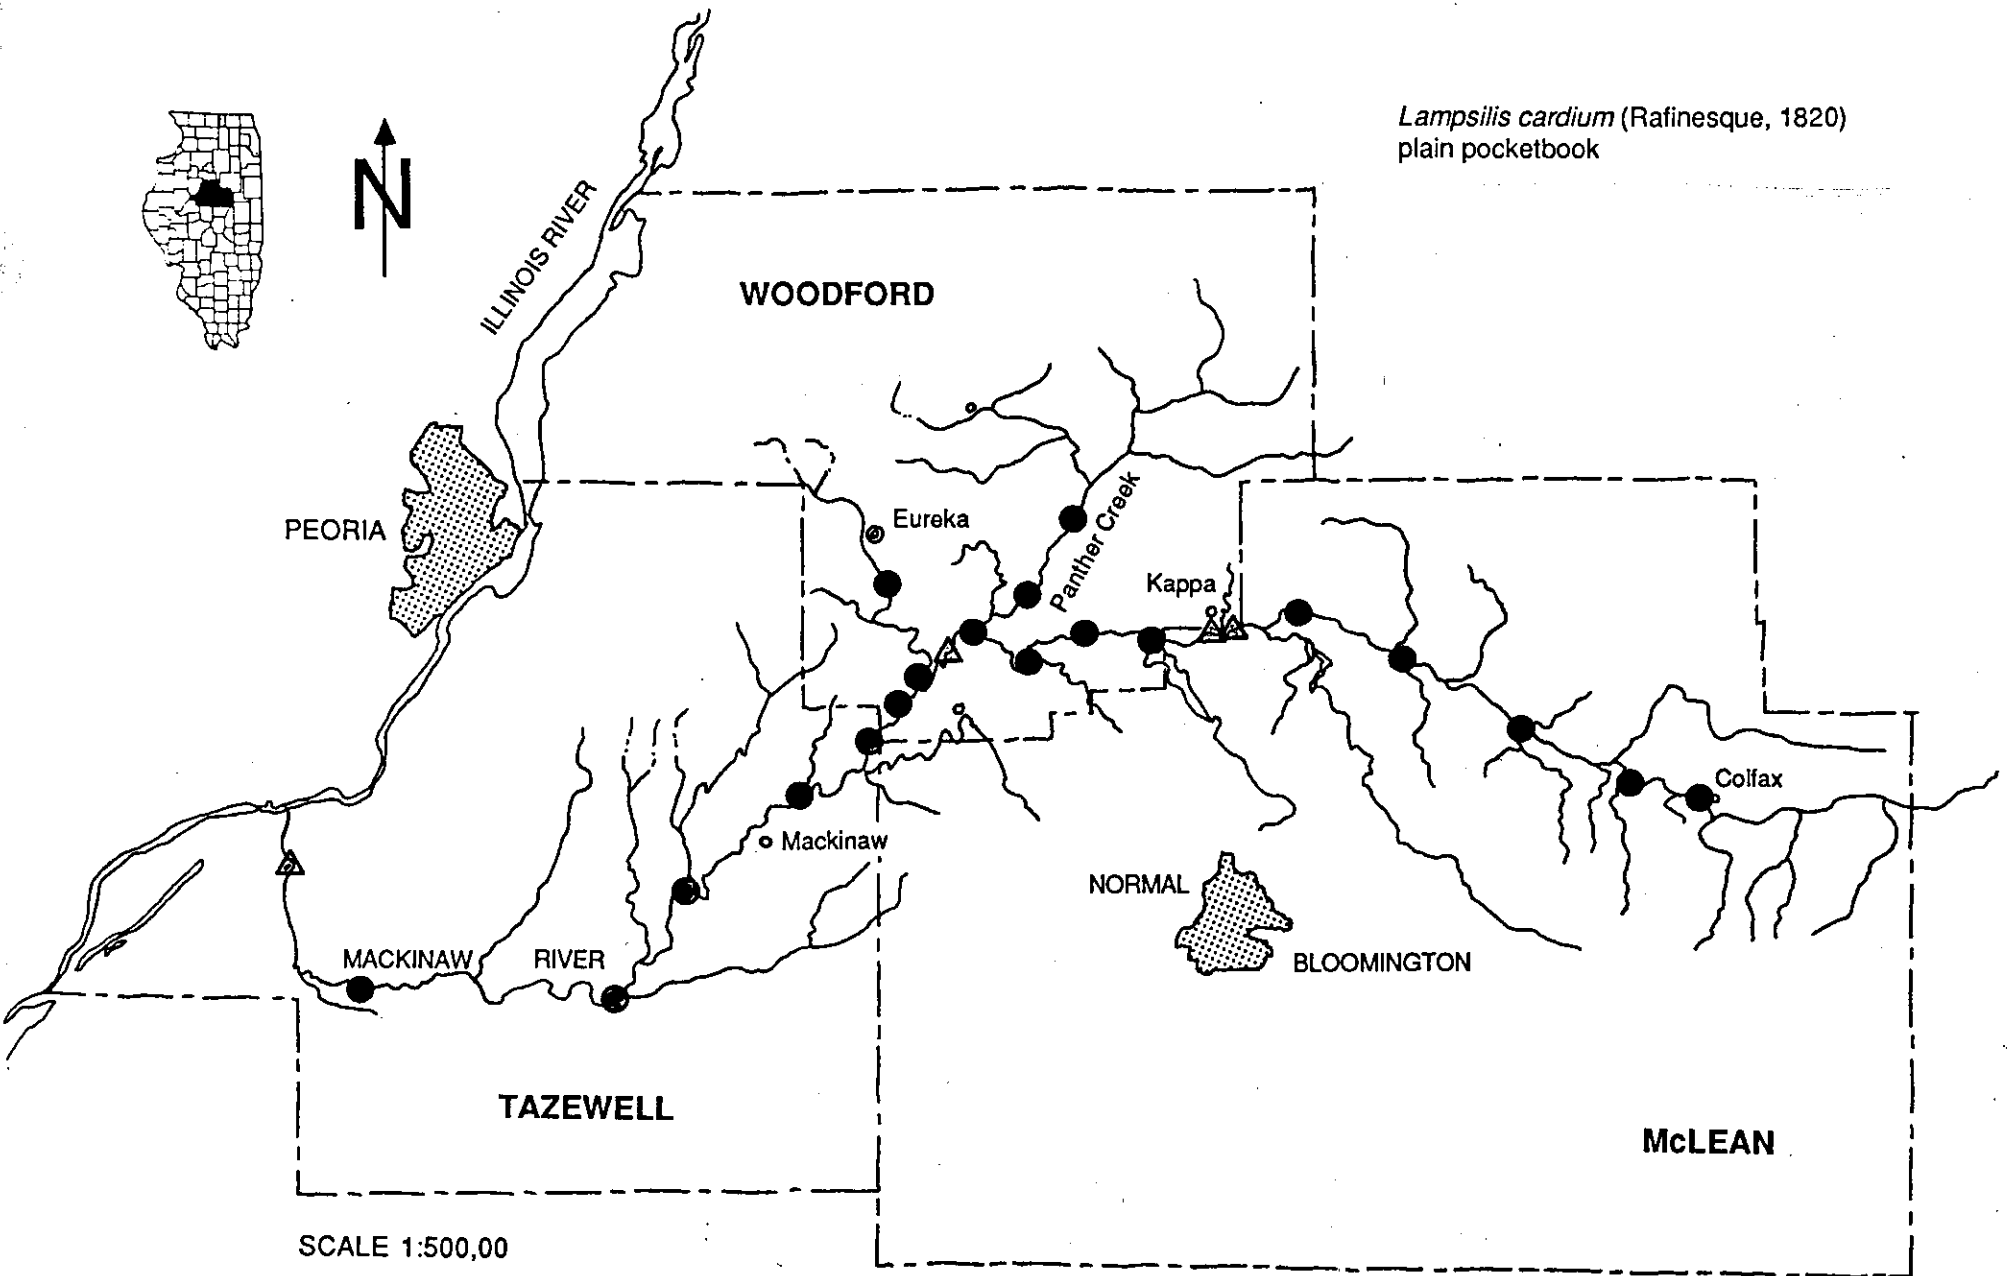 Lampsilis cardium (Rafinesque, 1820)
plain pocketbook
N
ILLINOIS RIVER
WOODFORD
PEORIA
Eureka
Panther Creek
Kappa
Colfax
Mackinaw
NORMAL
BLOOMINGTON
MACKINAW RIVER
TAZEWELL
McLEAN
SCALE 1:500,00